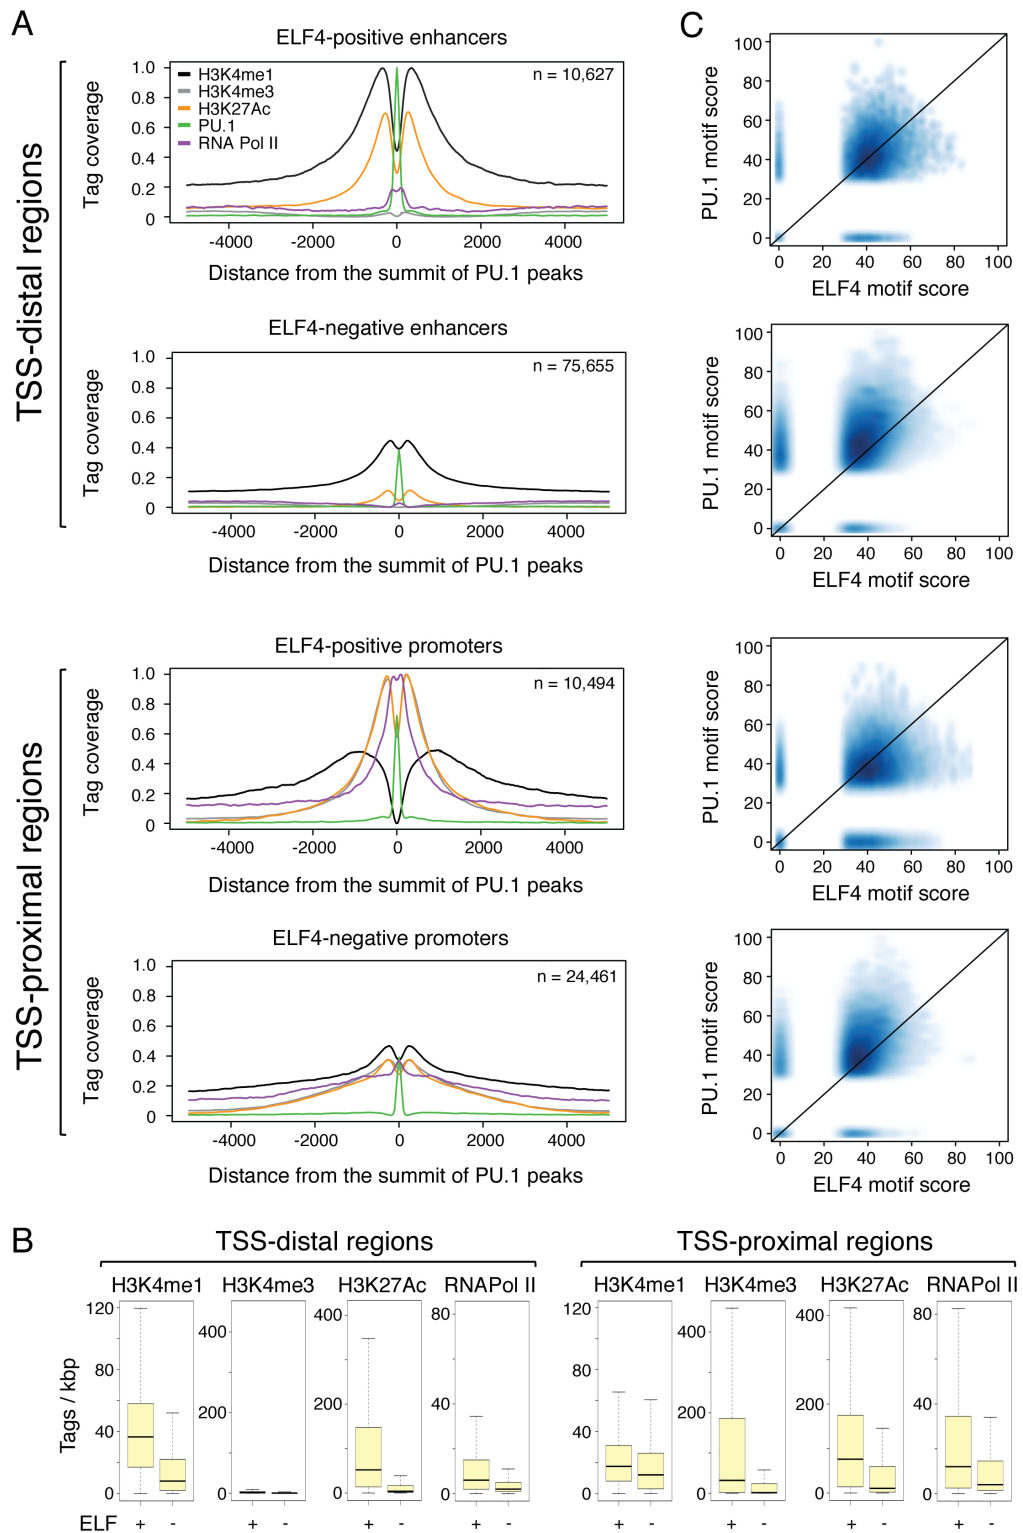 A
ELF4-positive enhancers
1.0
0.8
0.6
0.4
0.2
0
Tag coverage
H3K4me1
H3K4me3
H3K27Ac
PU.1
RNA Pol II
n = 10,627
-4000 -2000 0 2000 4000
Distance from the summit of PU.1 peaks
TSS-distal regions
ELF4-negative enhancers
1.0
0.8
0.6
0.4
0.2
0
Tag coverage
n = 75,655
-4000 -2000 0 2000 4000
Distance from the summit of PU.1 peaks
ELF4-positive promoters
1.0
0.8
0.6
0.4
0.2
0
Tag coverage
n = 10,494
-4000 -2000 0 2000 4000
Distance from the summit of PU.1 peaks
TSS-proximal regions
ELF4-negative promoters
1.0
0.8
0.6
0.4
0.2
0
Tag coverage
n = 24,461
-4000 -2000 0 2000 4000
Distance from the summit of PU.1 peaks
C
100
80
60
40
20
0
PU.1 motif score
0 20 40 60 80 100
ELF4 motif score
100
80
60
40
20
0
PU.1 motif score
0 20 40 60 80 100
ELF4 motif score
100
80
60
40
20
0
PU.1 motif score
0 20 40 60 80 100
ELF4 motif score
100
80
60
40
20
0
PU.1 motif score
0 20 40 60 80 100
ELF4 motif score
B
TSS-distal regions
TSS-proximal regions
H3K4me1 H3K4me3 H3K27Ac RNAPol II
H3K4me1 H3K4me3 H3K27Ac RNAPol II
Tags / kbp
120
80
40
0
400
200
0
400
200
0
80
40
0
120
80
40
0
400
200
0
400
200
0
80
40
0
ELF + - + - + - + - + - + - + - + -